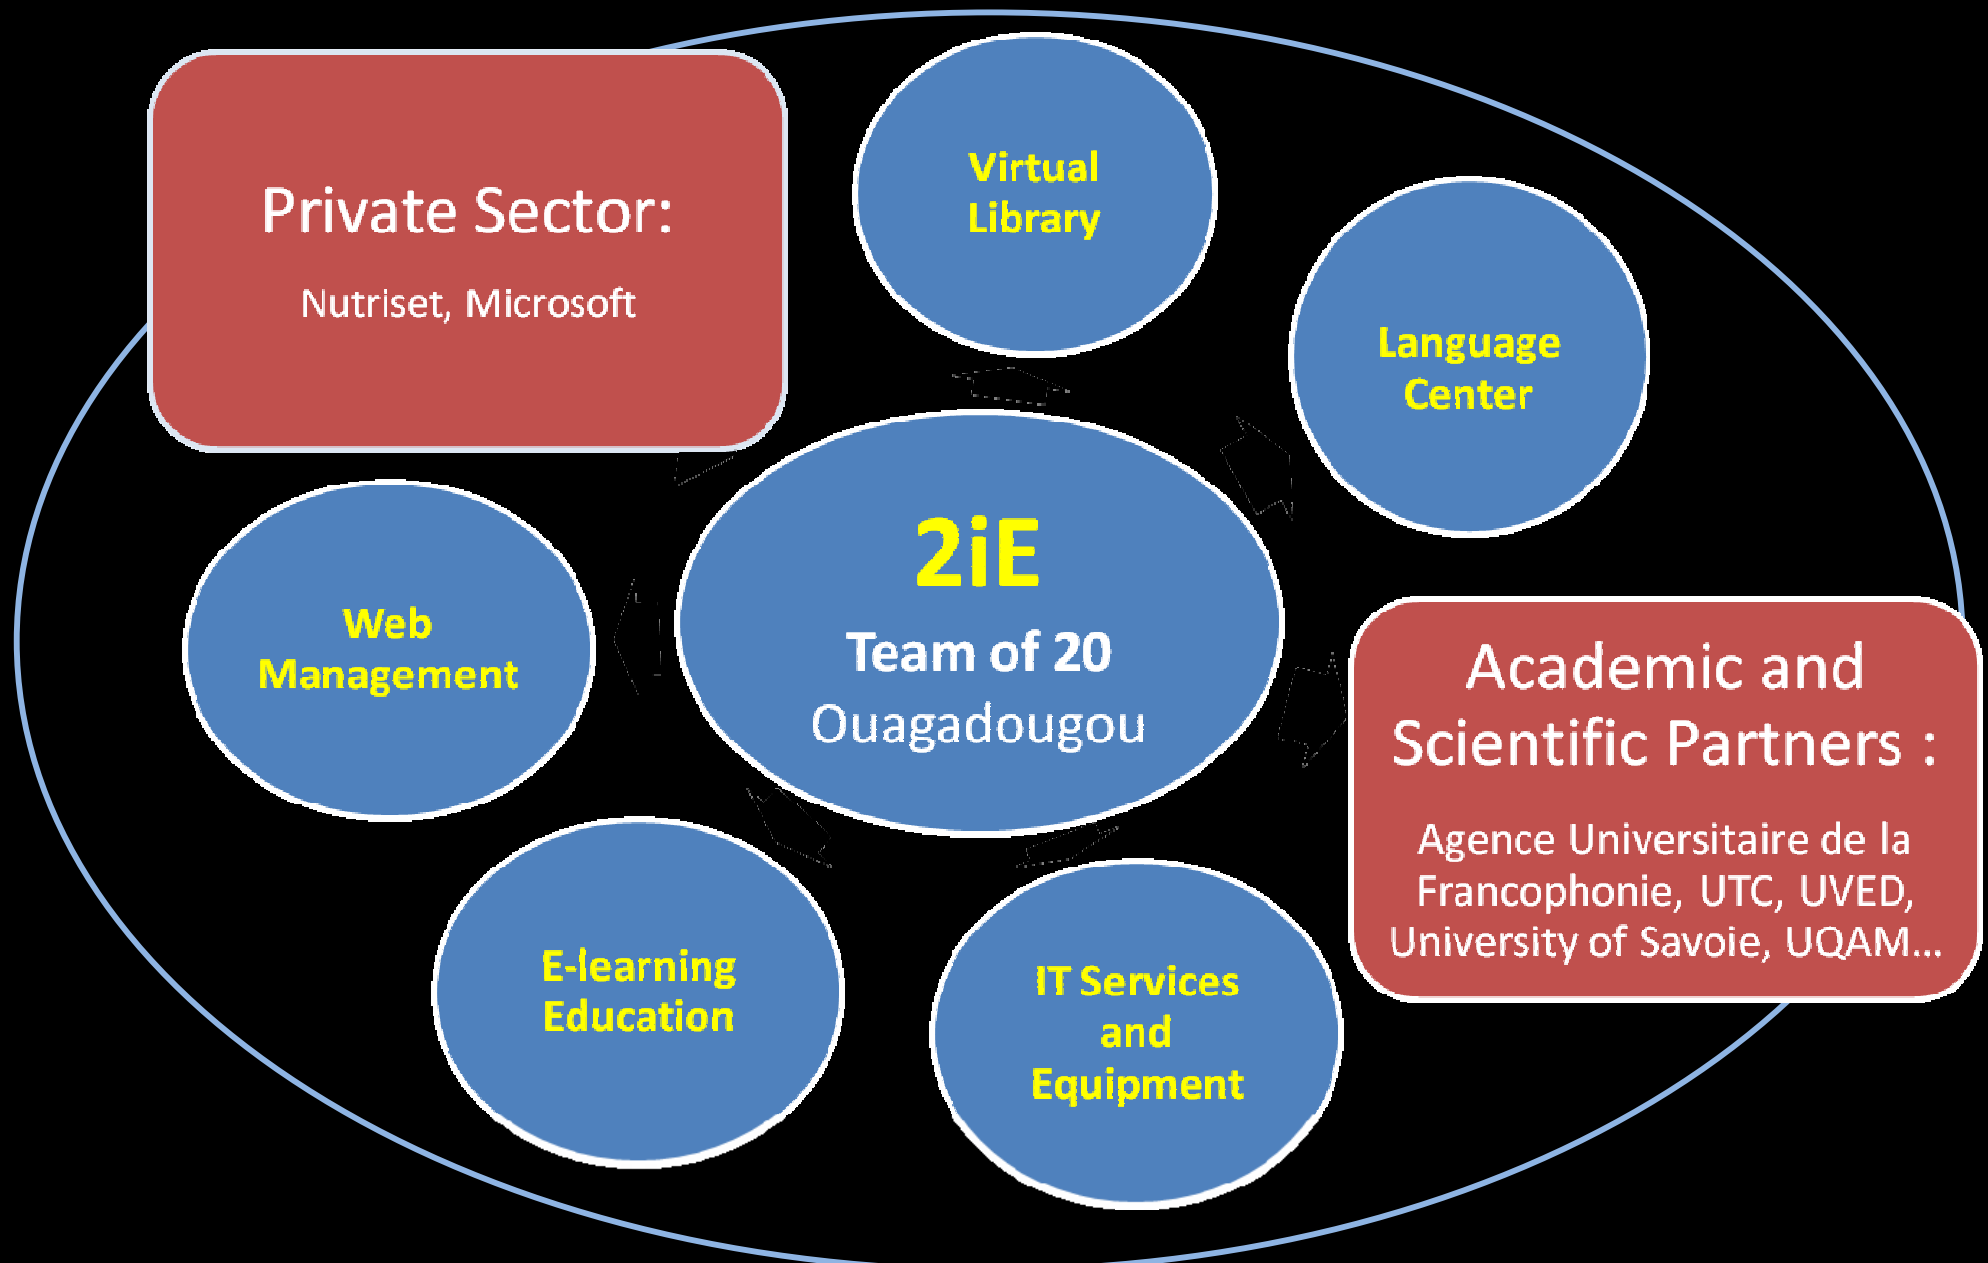 Private Sector:
Nutriset, Microsoft
Virtual
Library
Language
Center
2iE
Team of 20
Ouagadougou
Web
Management
Academic and
Scientific Partners :
Agence Universitaire de la
Francophonie, UTC, UVED,
University of Savoie, UQAM...
E-learning
Education
IT Services
and
Equipment